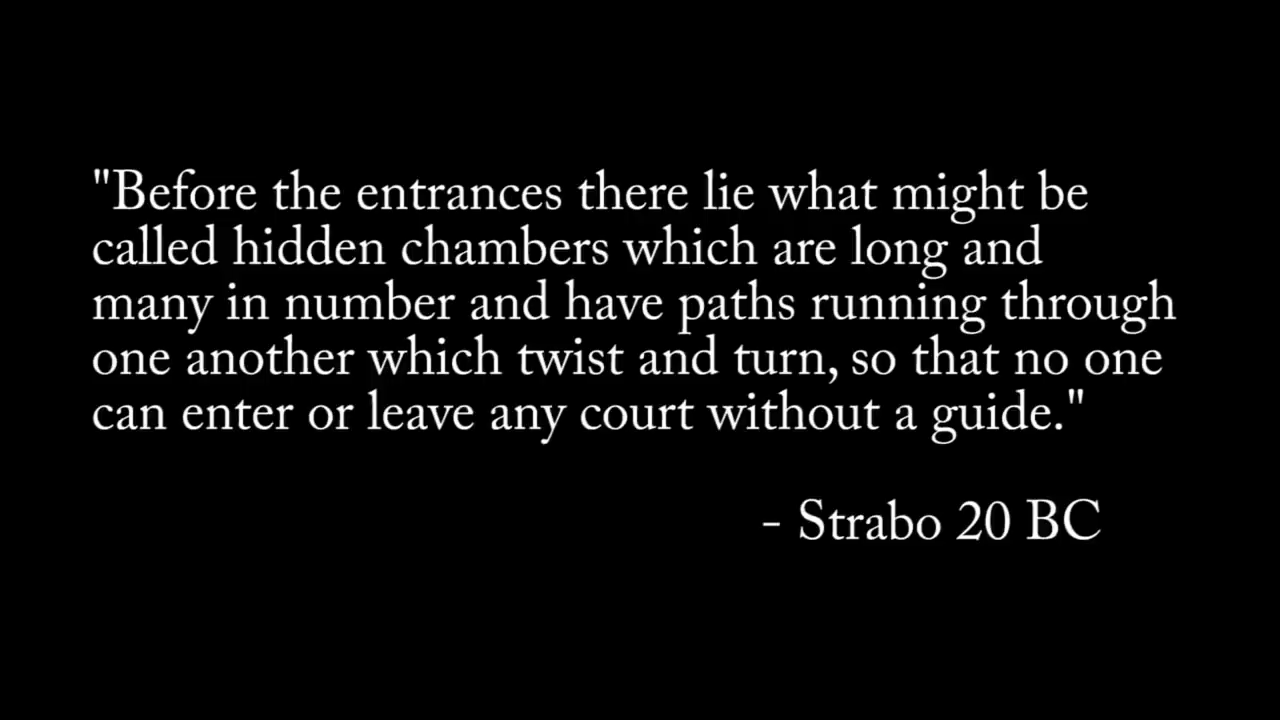 "Before the entrances there lie what might be
called hidden chambers which are long and
many in number and have paths running through
one another which twist and turn, so that no one
can enter or leave any court without a guide."
- Strabo 20 BC